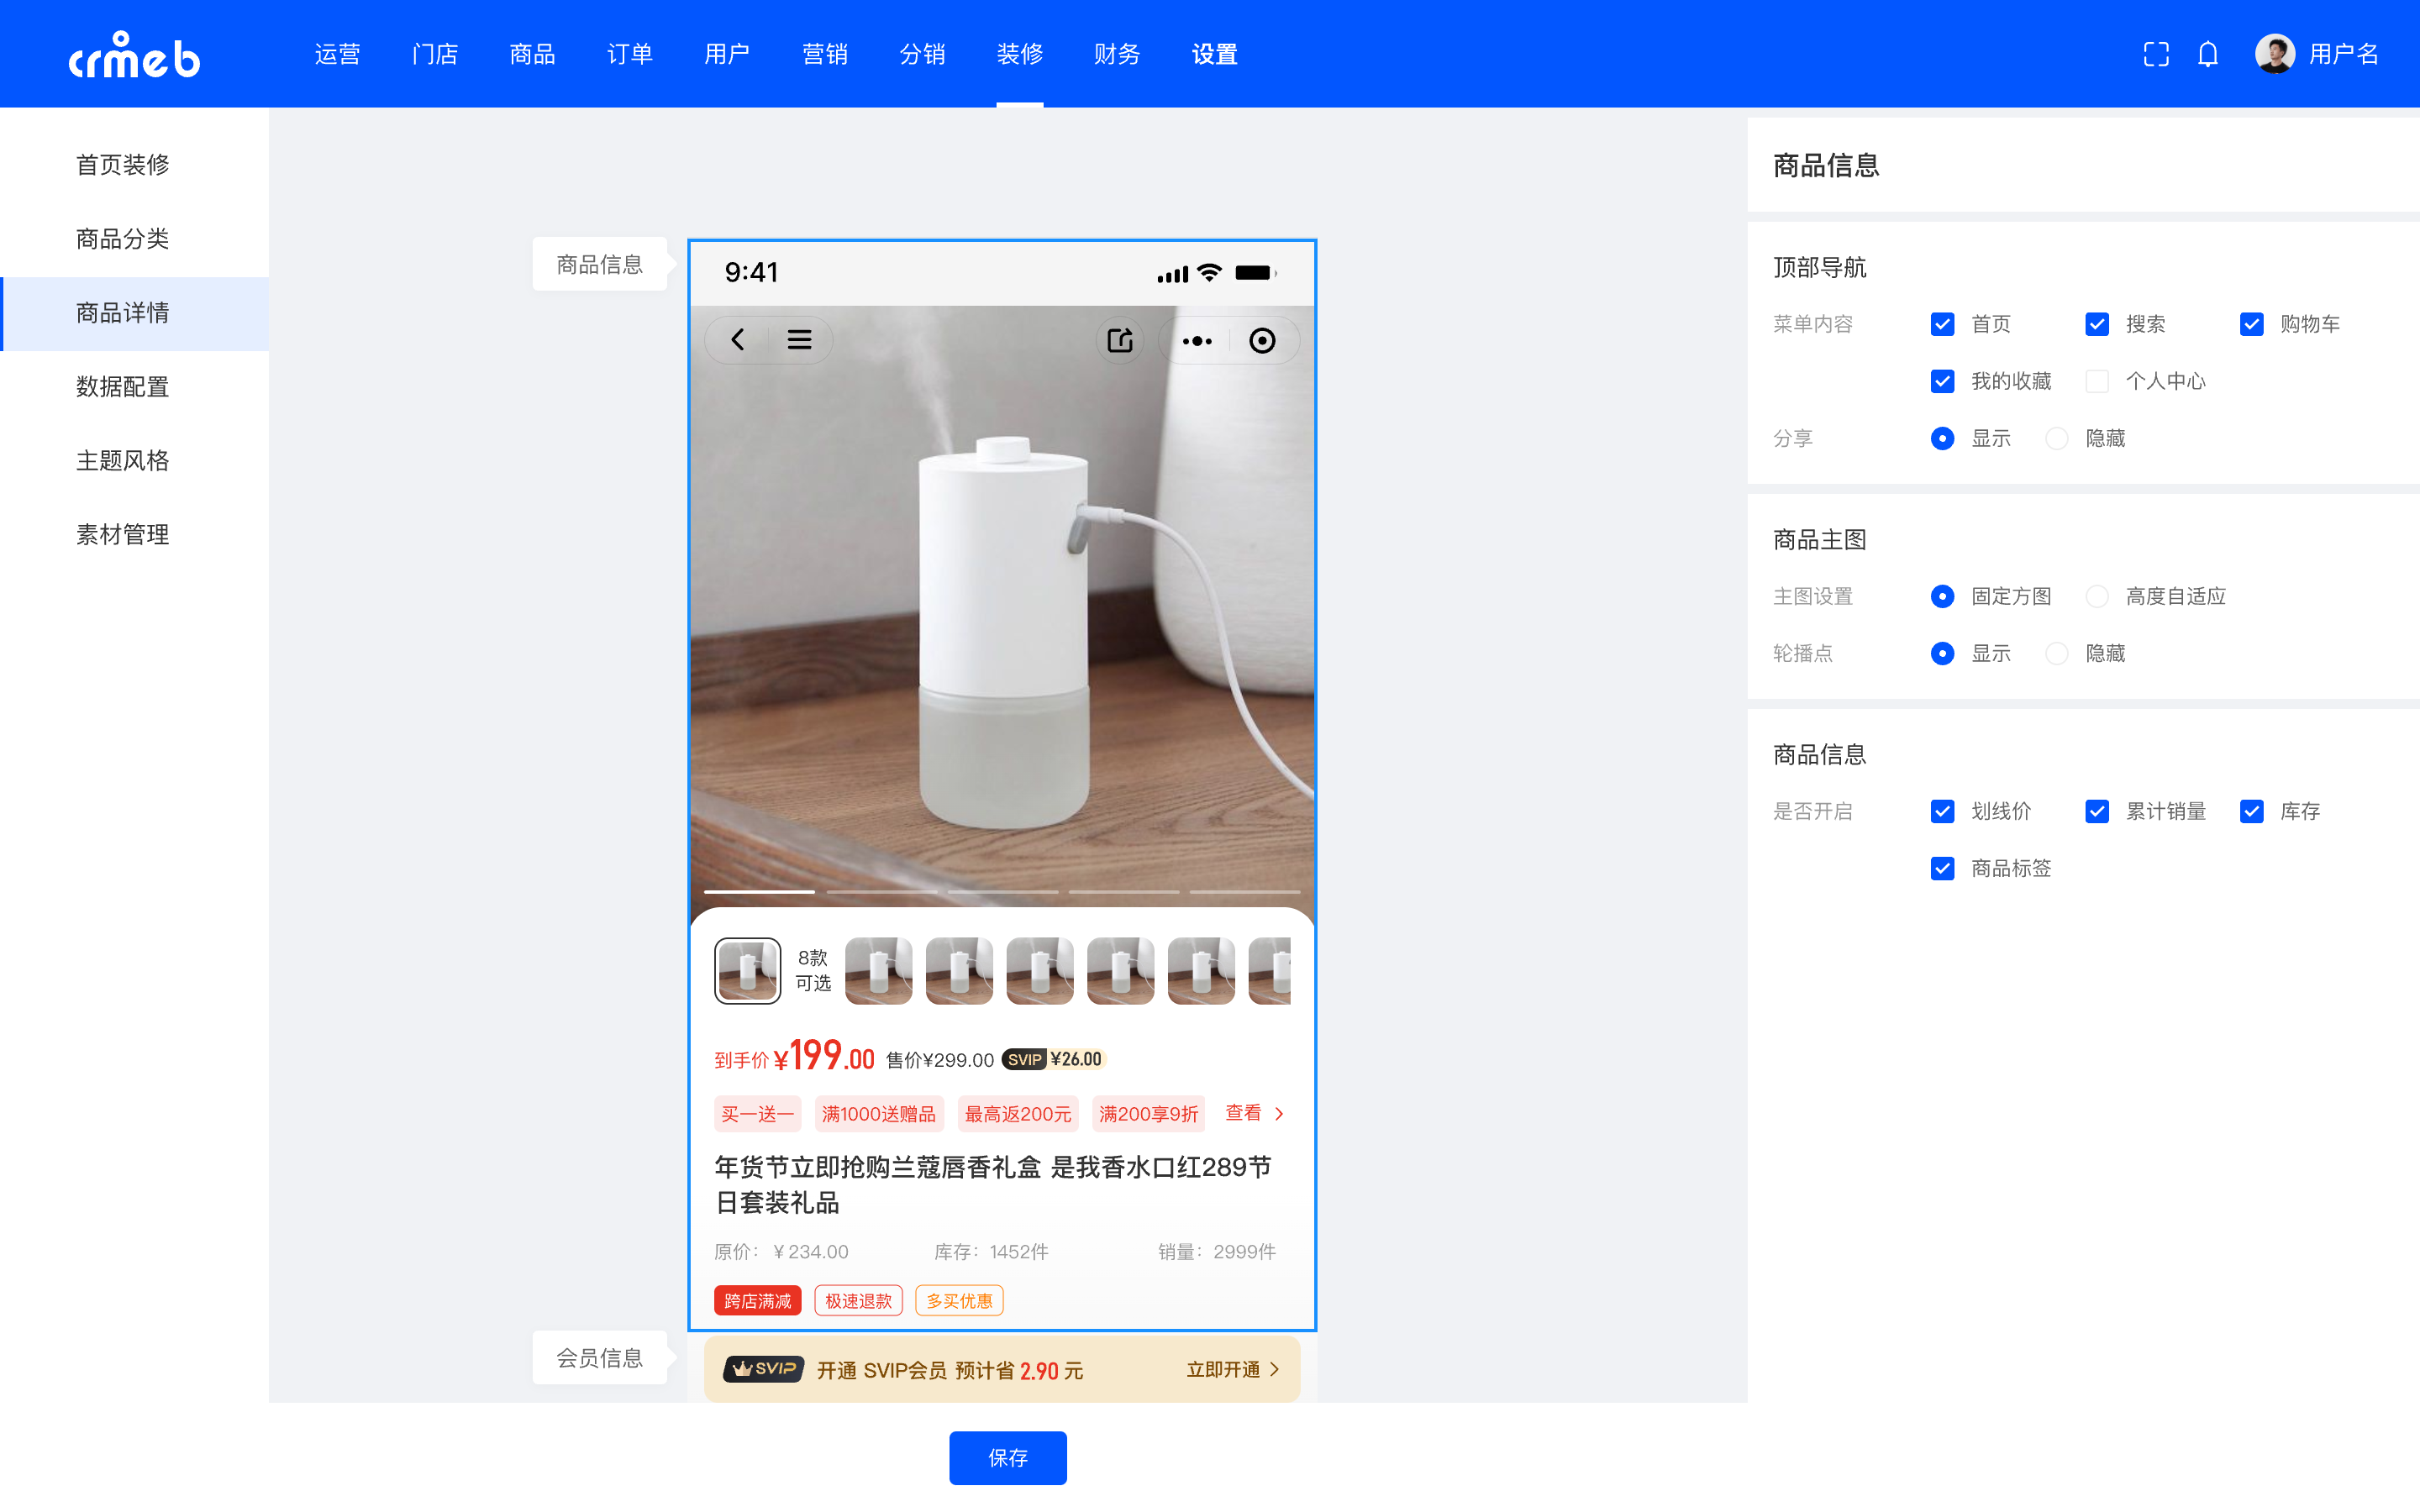 crmeb
运营 门店 商品 订单 用户 营销 分销 装修 财务 设置 用户名
首页装修
商品分类
商品详情
数据配置
主题风格
素材管理
商品信息
9:41
8款
可选
到手价 ¥199.00 售价¥299.00 SVIP ¥26.00
买一送一 满1000送赠品 最高返200元 满200享9折 查看
年货节立即抢购兰蔻唇香礼盒 是我香水口红289节
日套装礼品
原价：￥234.00 库存：1452件 销量：2999件
跨店满减 极速退款 多买优惠
会员信息
SVIP 开通 SVIP会员 预计省 2.90 元 立即开通
保存
商品信息
顶部导航
菜单内容 首页 搜索 购物车
我的收藏 个人中心
分享 显示 隐藏
商品主图
主图设置 固定方图 高度自适应
轮播点 显示 隐藏
商品信息
是否开启 划线价 累计销量 库存
商品标签